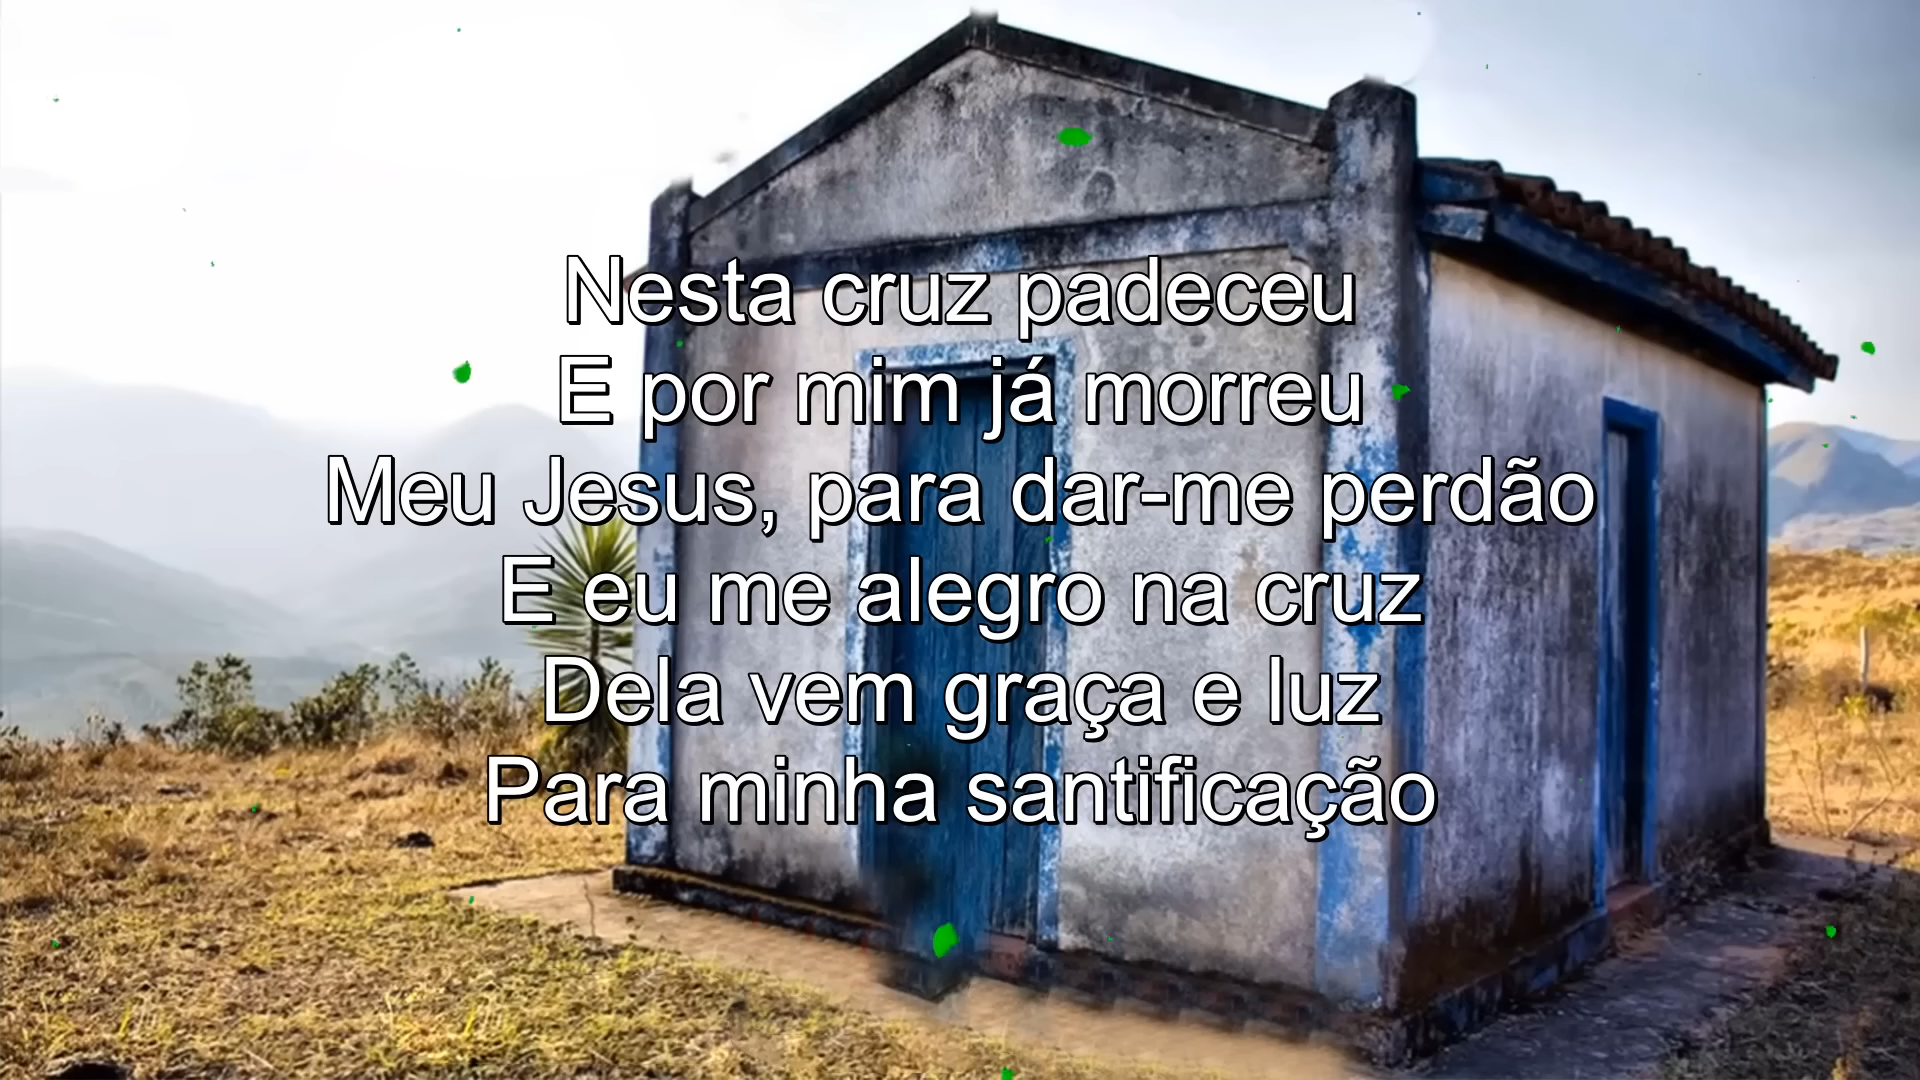 Nesta cruz padeceu
E por mim já morreu
Meu Jesus, para dar-me perdão
E eu me alegro na cruz
Dela vem graça e luz
Para minha santificação